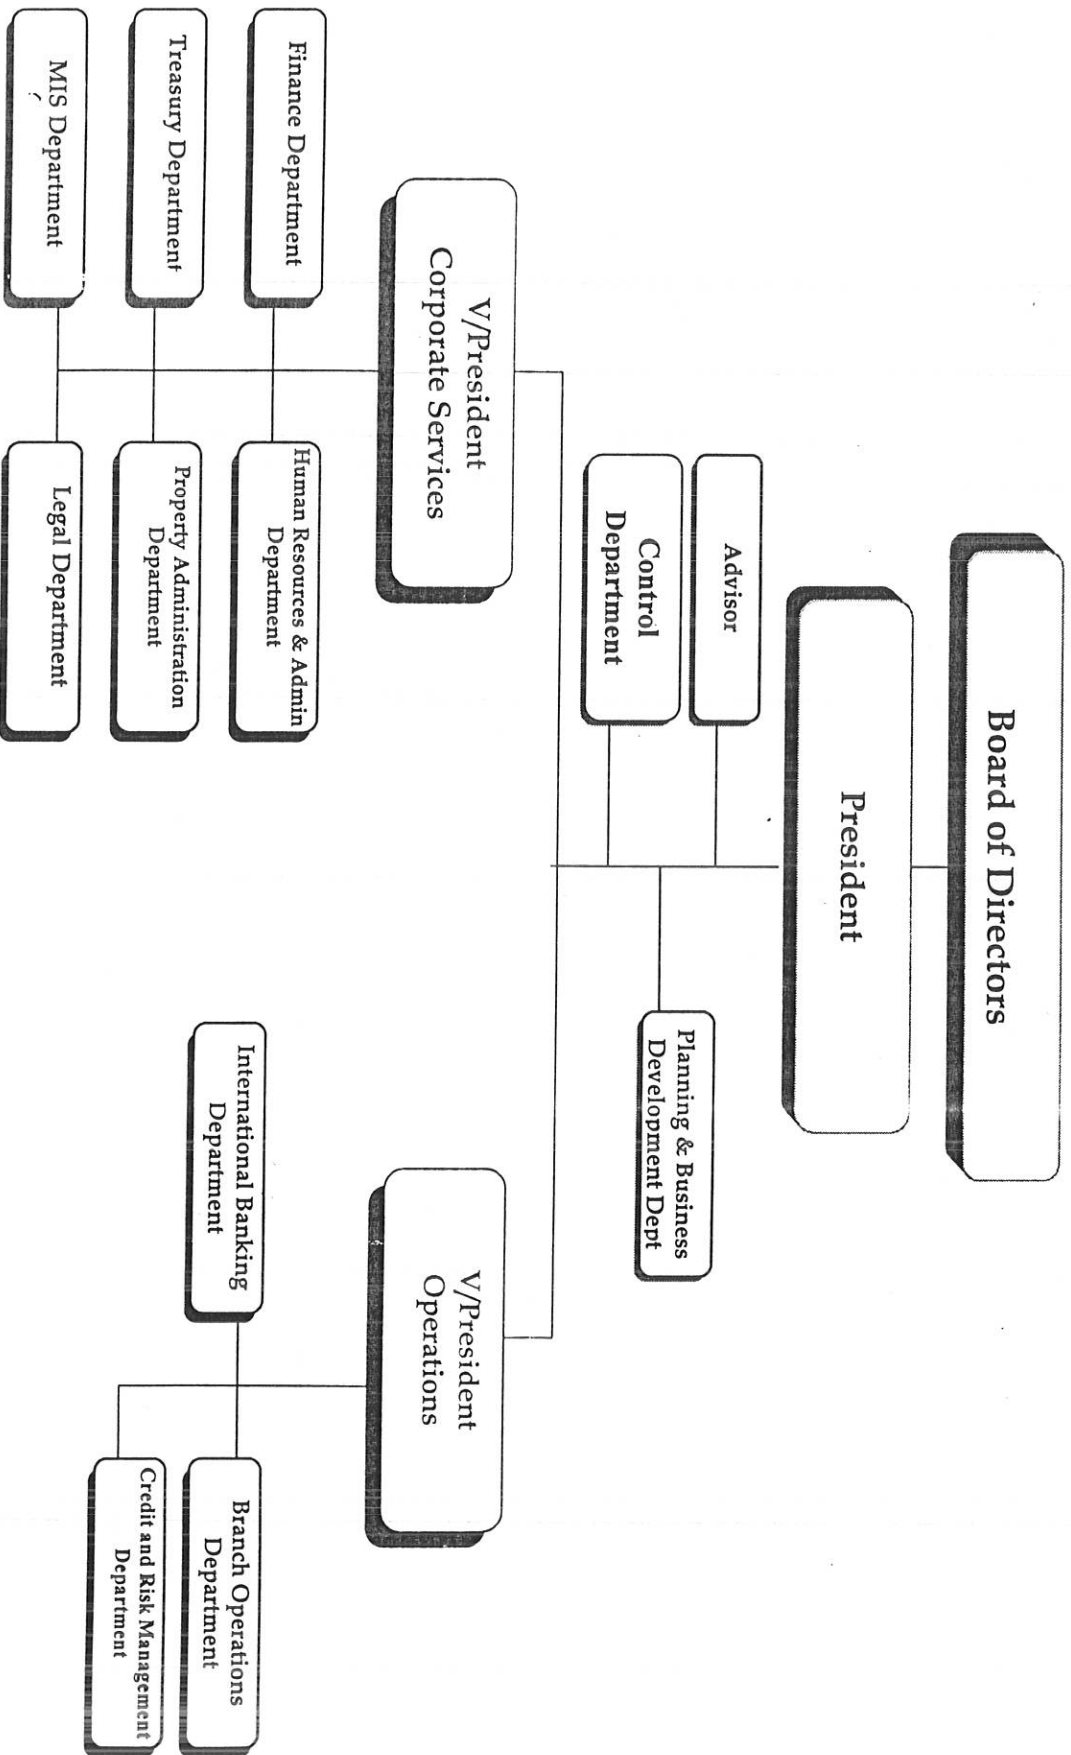 Board of Directors
President
Advisor
Control
Department
Planning & Business
Development Dept
V/President
Corporate Services
V/President
Operations
Finance Department
Human Resources & Admin
Department
Treasury Department
Property Administration
Department
MIS Department
Legal Department
International Banking
Department
Branch Operations
Department
Credit and Risk Management
Department